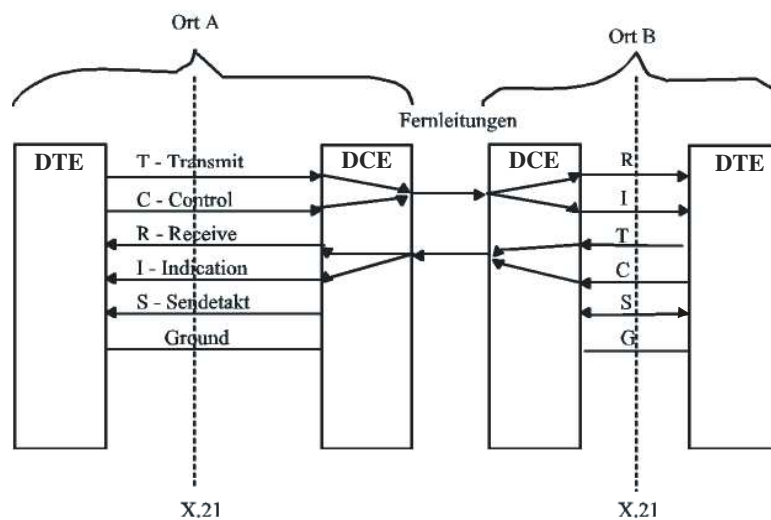 Ort A
Ort B
Fernleitungen
DTE
DCE
DCE
DTE
T - Transmit
R
C - Control
I
R - Receive
T
I - Indication
C
S - Sendetakt
S
Ground
G
X.21
X.21